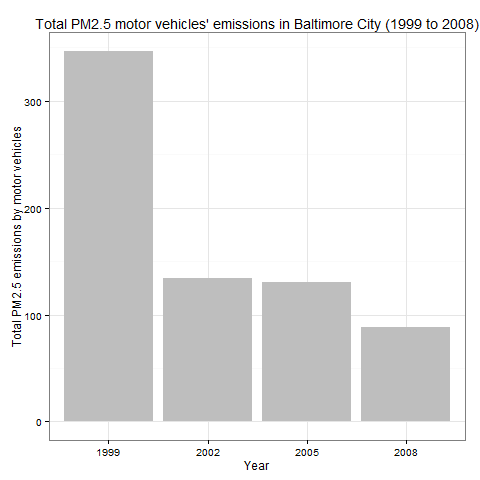 Total PM2.5 motor vehicles' emissions in Baltimore City (1999 to 2008)
Total PM2.5 emissions by motor vehicles
300
200
100
0
1999 2002 2005 2008
Year